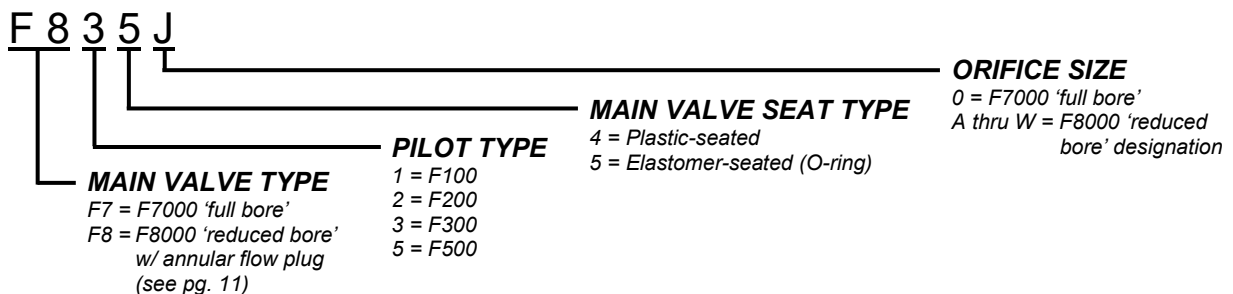 F 8 3 5 J
ORIFICE SIZE
0 = F7000 ‘full bore’
A thru W = F8000 ‘reduced
bore’ designation
MAIN VALVE SEAT TYPE
4 = Plastic-seated
5 = Elastomer-seated (O-ring)
PILOT TYPE
1 = F100
2 = F200
3 = F300
5 = F500
MAIN VALVE TYPE
F7 = F7000 ‘full bore’
F8 = F8000 ‘reduced bore’
w/ annular flow plug
(see pg. 11)